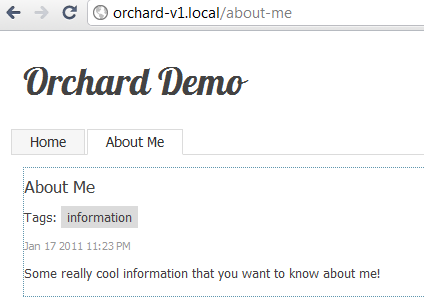 orchard-v1.local/about-me
Orchard Demo
Home About Me
About Me
Tags: information
Jan 17 2011 11:23 PM
Some really cool information that you want to know about me!